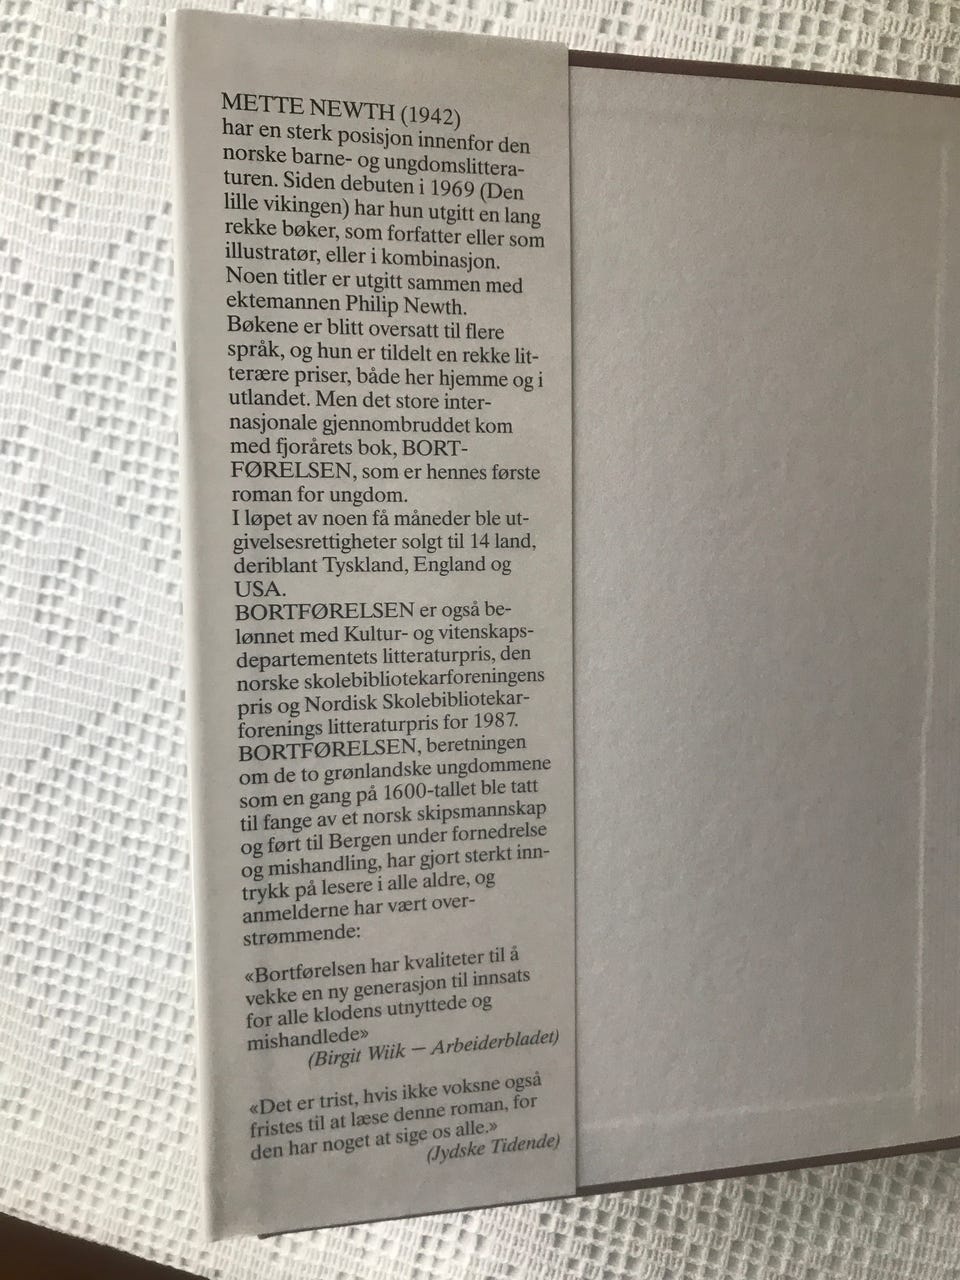 METTE NEWTH (1942)
har en sterk posisjon innenfor den
norske barne- og ungdomslittera-
turen. Siden debuten i 1969 (Den
lille vikingen) har hun utgitt en lang
rekke bøker, som forfatter eller som
illustratør, eller i kombinasjon.
Noen titler er utgitt sammen med
ektemannen Philip Newth.
Bøkene er blitt oversatt til flere
språk, og hun er tildelt en rekke lit-
terære priser, både her hjemme og i
utlandet. Men det store inter-
nasjonale gjennombruddet kom
med fjorårets bok, BORT-
FØRELSEN, som er hennes første
roman for ungdom.
I løpet av noen få måneder ble ut-
givelsesrettigheter solgt til 14 land,
deriblant Tyskland, England og
USA.
BORTFØRELSEN er også be-
lønnet med Kultur- og vitenskaps-
departementets litteraturpris, den
norske skolebibliotekarforeningens
pris og Nordisk Skolebibliotekar-
forenings litteraturpris for 1987.
BORTFØRELSEN, beretningen
om de to grønlandske ungdommene
som en gang på 1600-tallet ble tatt
til fange av et norsk skipsmannskap
og ført til Bergen under fornedrelse
og mishandling, har gjort sterkt inn-
trykk på lesere i alle aldre, og
anmelderne har vært over-
strømmende:
«Bortførelsen har kvaliteter til å
vekke en ny generasjon til innsats
for alle klodens utnyttede og
mishandlede»
(Birgit Wiik — Arbeiderbladet)
«Det er trist, hvis ikke voksne også
fristes til at læse denne roman, for
den har noget at sige os alle.»
(Jydske Tidende)